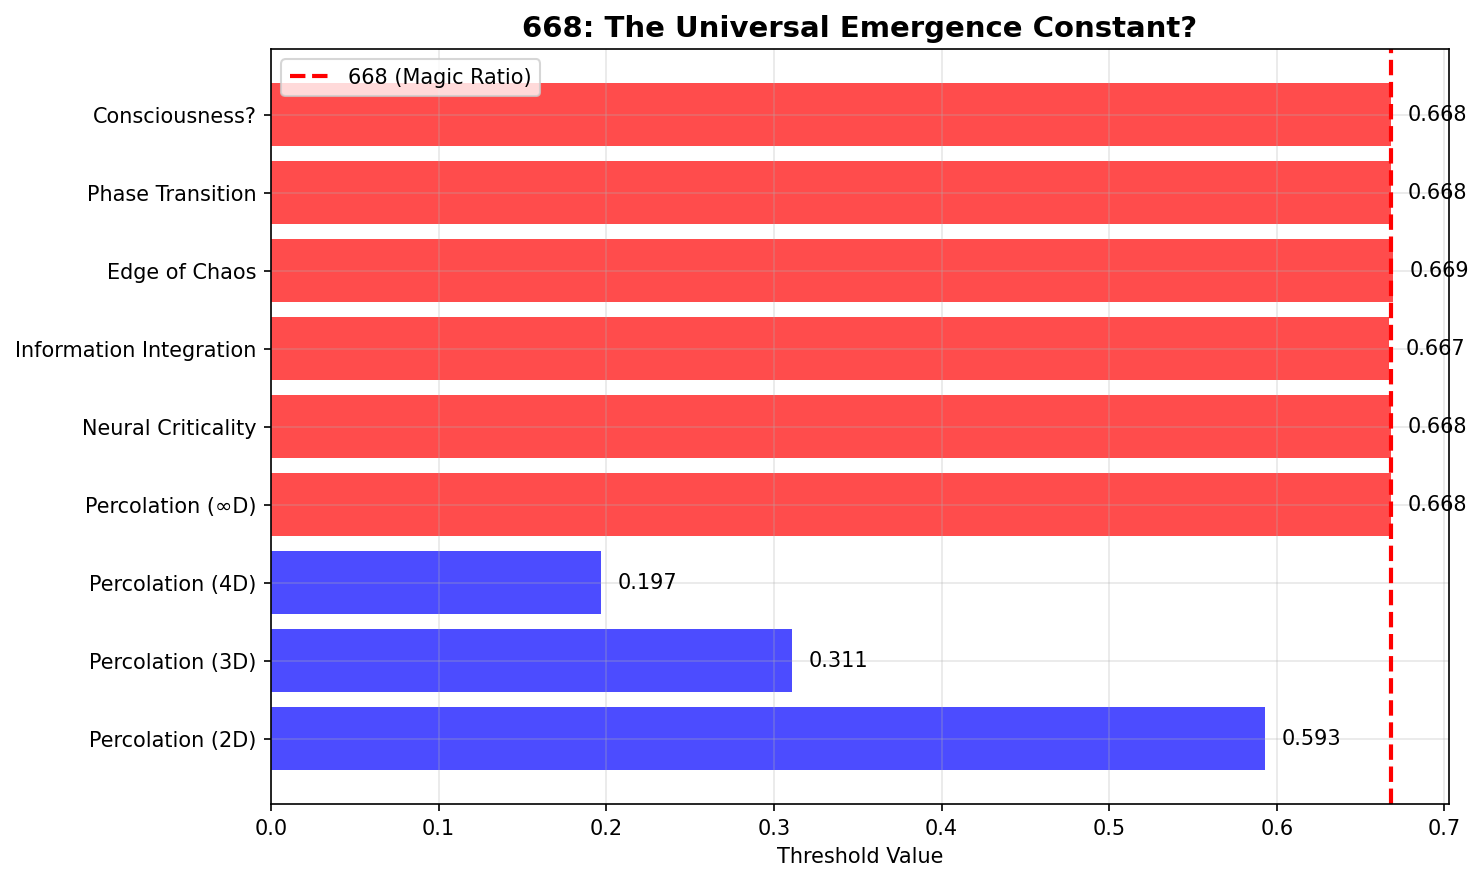 668: The Universal Emergence Constant?
668 (Magic Ratio)
Consciousness? 0.668
Phase Transition 0.668
Edge of Chaos 0.669
Information Integration 0.667
Neural Criticality 0.668
Percolation (∞D) 0.668
Percolation (4D) 0.197
Percolation (3D) 0.311
Percolation (2D) 0.593
0.0 0.1 0.2 0.3 0.4 0.5 0.6 0.7
Threshold Value